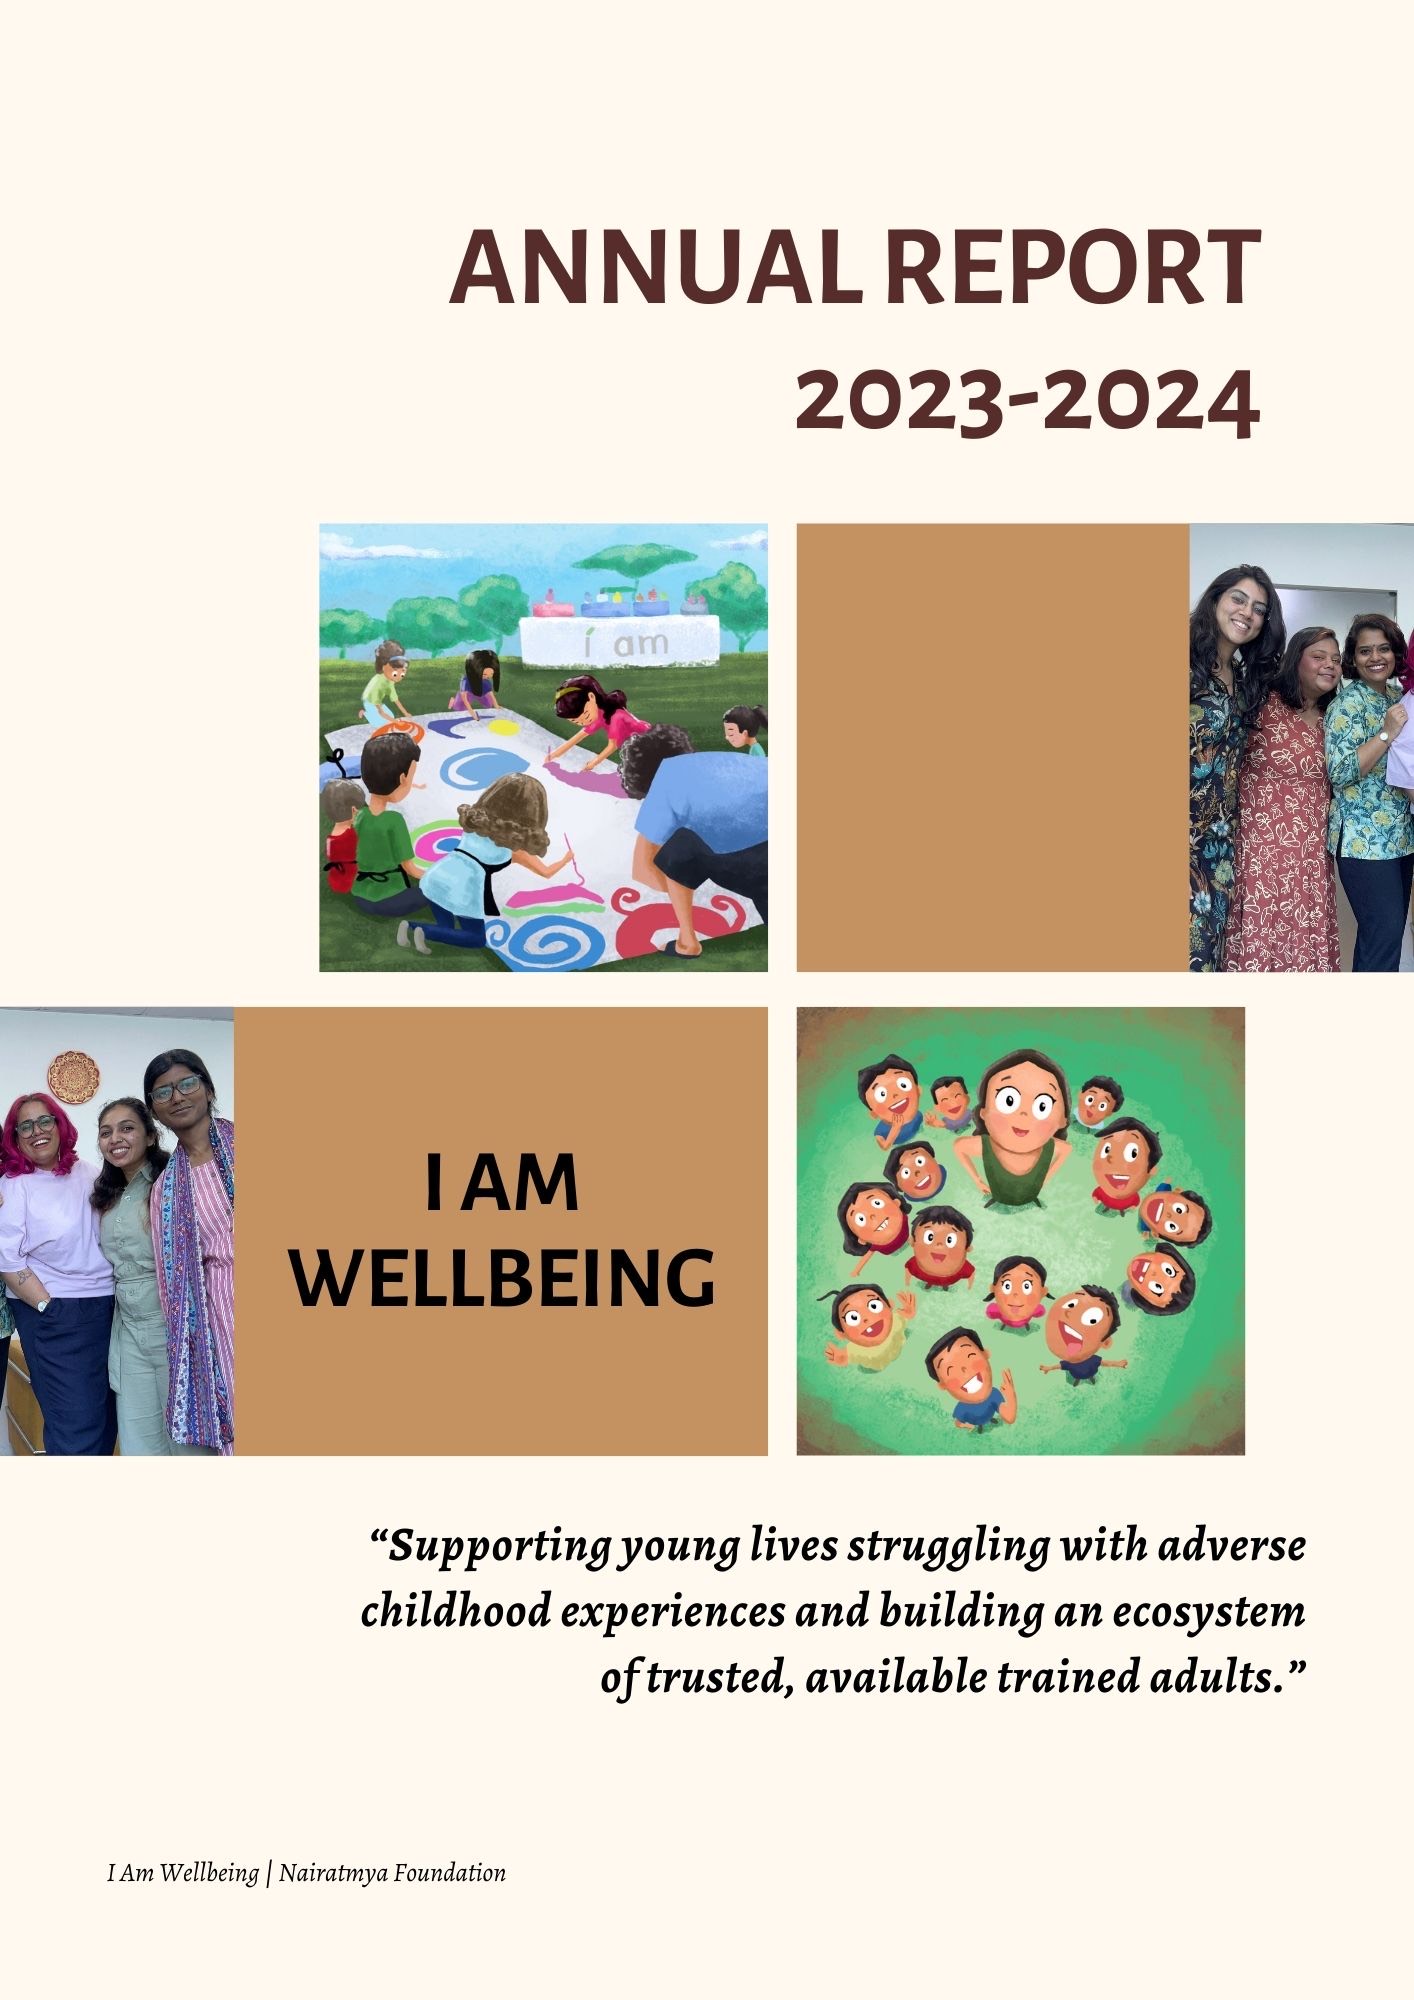 ANNUAL REPORT
2023-2024
i am
I AM
WELLBEING
“Supporting young lives struggling with adverse
childhood experiences and building an ecosystem
of trusted, available trained adults.”
I Am Wellbeing | Nairatmya Foundation